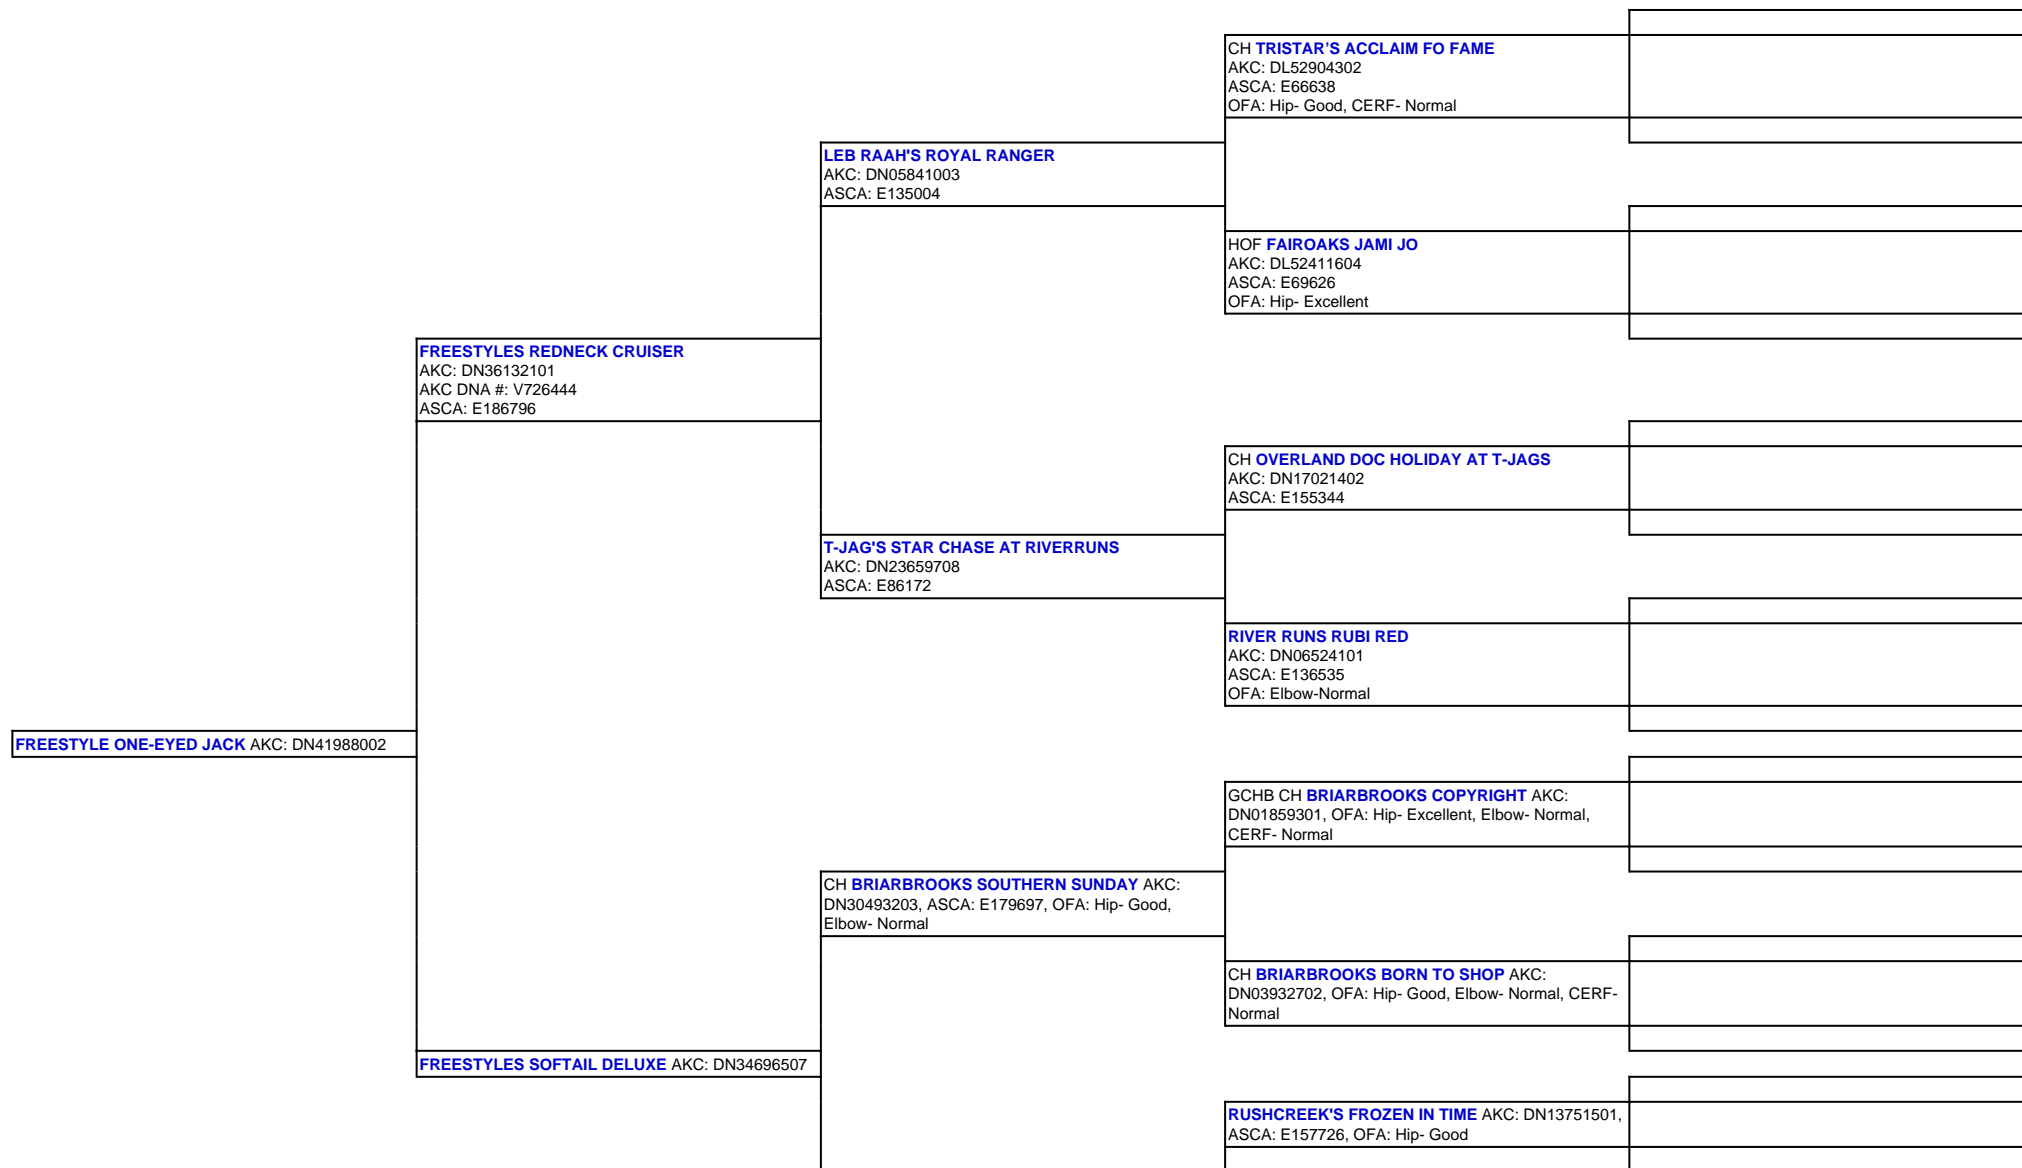 CH TRISTAR’S ACCLAIM FO FAME
AKC: DL52904302
ASCA: E66638
OFA: Hip- Good, CERF- Normal
LEB RAAH'S ROYAL RANGER
AKC: DN05841003
ASCA: E135004
HOF FAIROAKS JAMI JO
AKC: DL52411604
ASCA: E69626
OFA: Hip- Excellent
FREESTYLES REDNECK CRUISER
AKC: DN36132101
AKC DNA #: V726444
ASCA: E186796
CH OVERLAND DOC HOLIDAY AT T-JAGS
AKC: DN17021402
ASCA: E155344
T-JAG'S STAR CHASE AT RIVERRUNS
AKC: DN23659708
ASCA: E86172
RIVER RUNS RUBI RED
AKC: DN06524101
ASCA: E136535
OFA: Elbow-Normal
FREESTYLE ONE-EYED JACK AKC: DN41988002
GCHB CH BRIARBROOKS COPYRIGHT AKC:
DN01859301, OFA: Hip- Excellent, Elbow- Normal,
CERF- Normal
CH BRIARBROOKS SOUTHERN SUNDAY AKC:
DN30493203, ASCA: E179697, OFA: Hip- Good,
Elbow- Normal
CH BRIARBROOKS BORN TO SHOP AKC:
DN03932702, OFA: Hip- Good, Elbow- Normal, CERF-
Normal
FREESTYLES SOFTAIL DELUXE AKC: DN34696507
RUSHCREEK'S FROZEN IN TIME AKC: DN13751501,
ASCA: E157726, OFA: Hip- Good